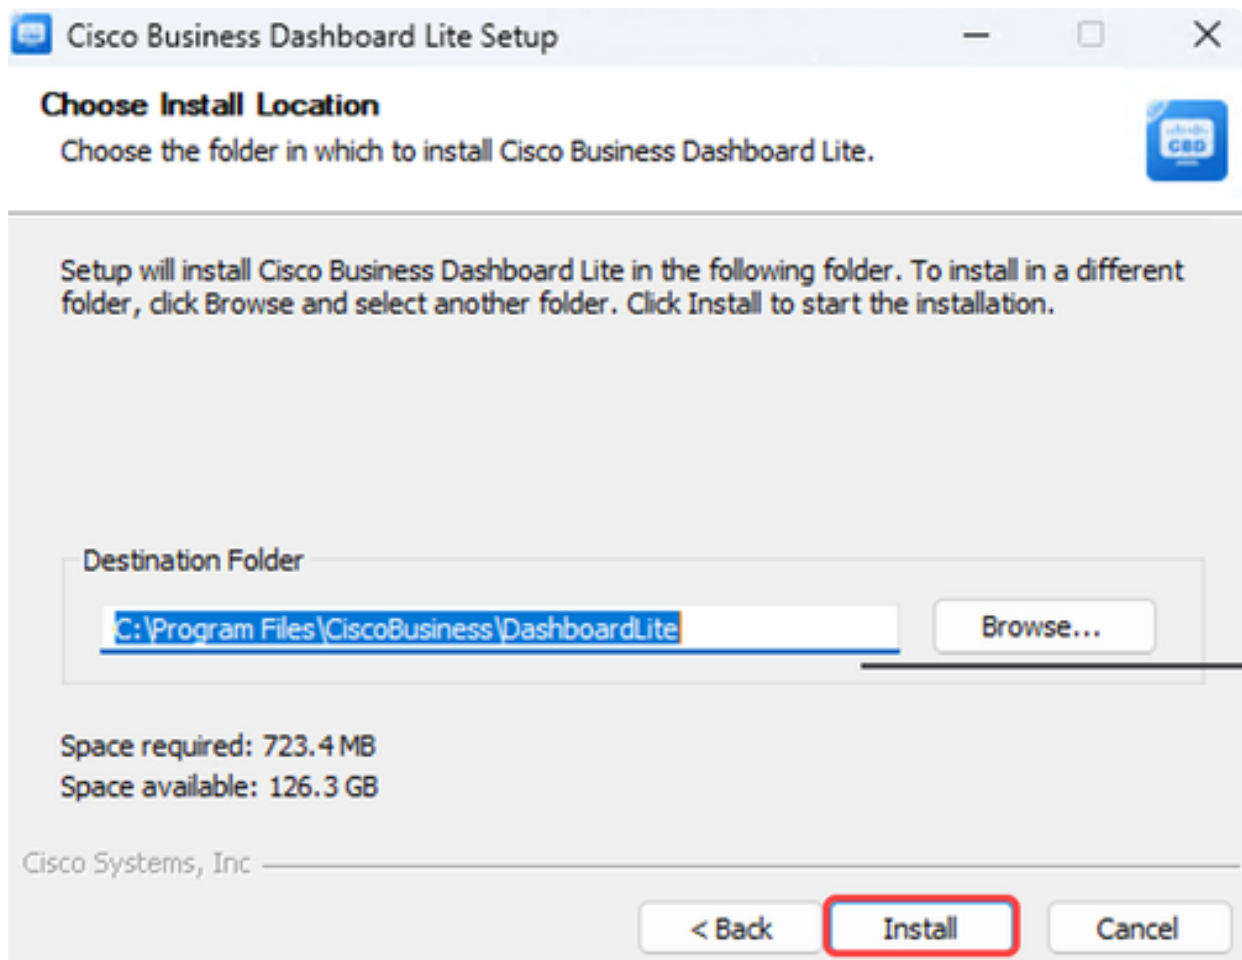 Cisco Business Dashboard Lite Setup
Choose Install Location
Choose the folder in which to install Cisco Business Dashboard Lite.
CBD
Setup will install Cisco Business Dashboard Lite in the following folder. To install in a different
folder, click Browse and select another folder. Click Install to start the installation.
Destination Folder
C:\Program Files\CiscoBusiness\DashboardLite
Browse...
Space required: 723.4 MB
Space available: 126.3 GB
Cisco Systems, Inc
< Back Install Cancel